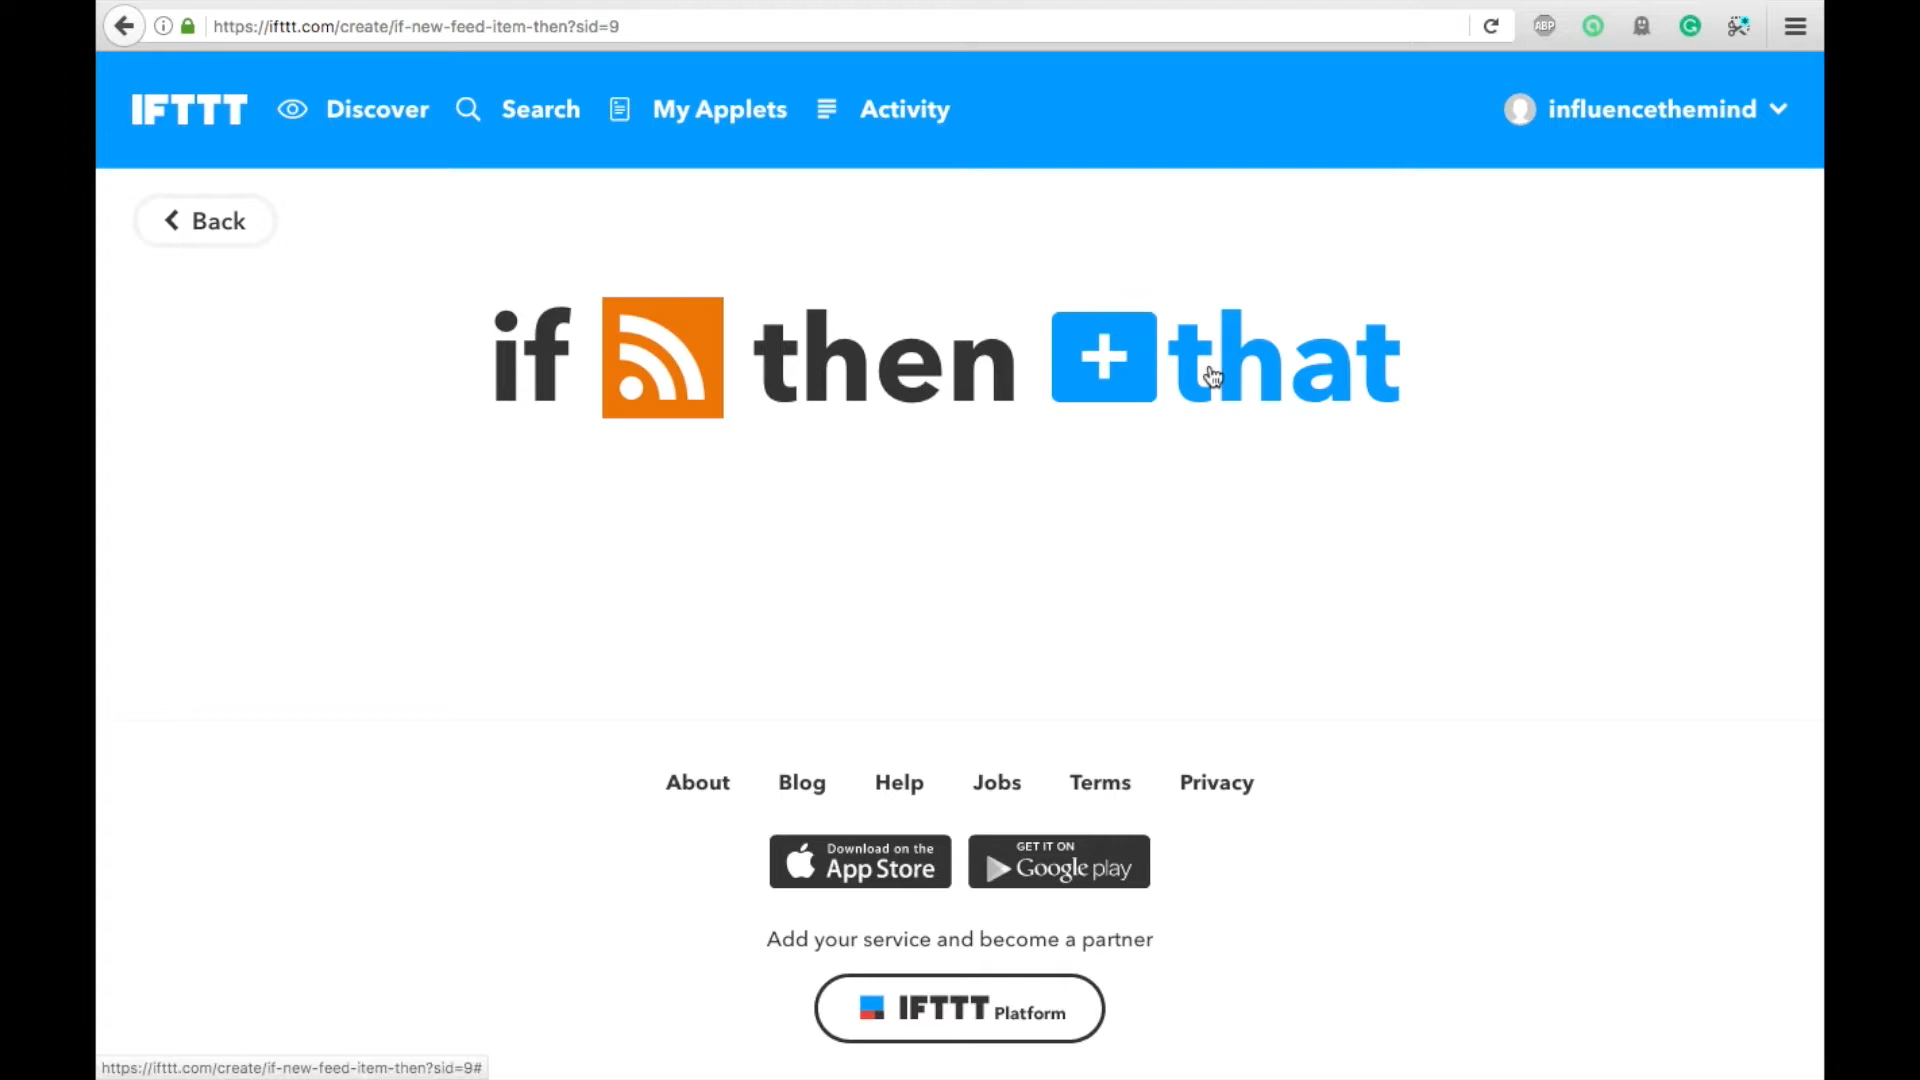 https://ifttt.com/create/if-new-feed-item-then?sid=9
ABP
IFTTT Discover Search My Applets Activity influencethemind
Back
if then + that
About Blog Help Jobs Terms Privacy
Download on the
App Store
GET IT ON
Google play
Add your service and become a partner
IFTTT Platform
https://ifttt.com/create/if-new-feed-item-then?sid=9#